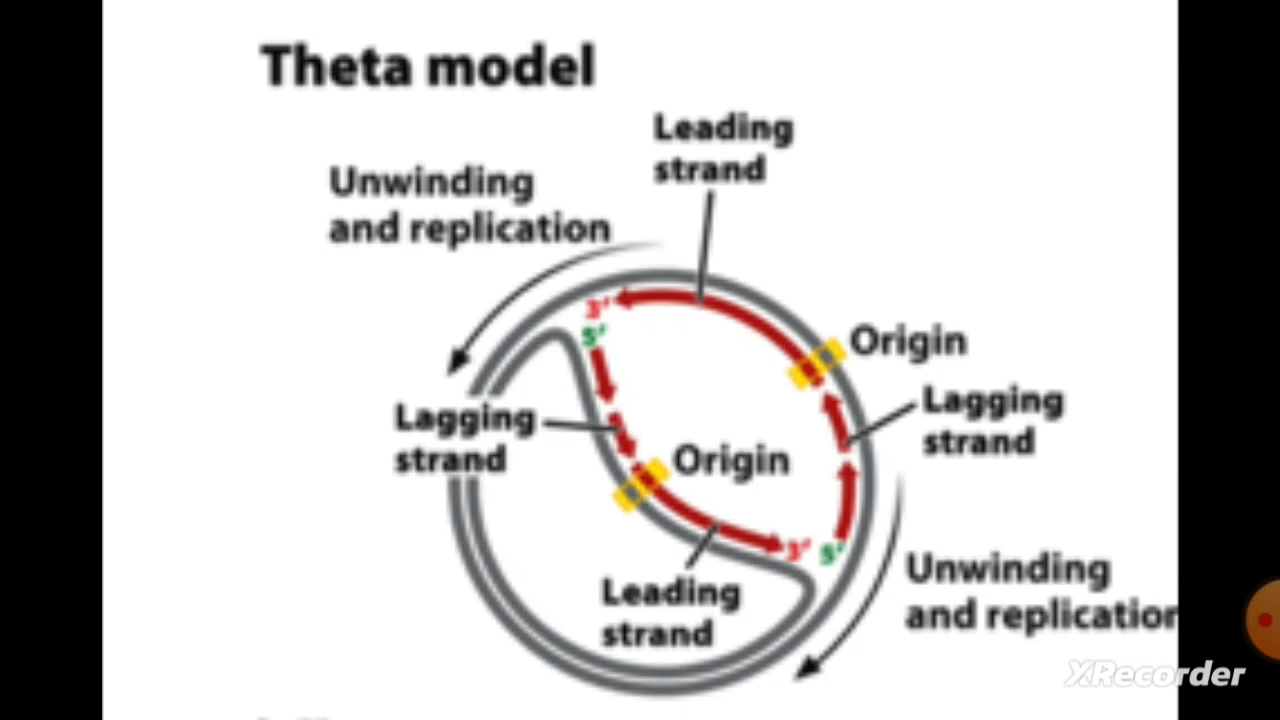 Theta model
Leading
strand
Unwinding
and replication
3'
5'
Origin
Lagging
strand
Lagging
strand
Origin
3' 5'
Leading
strand
Unwinding
and replication
XRecorder